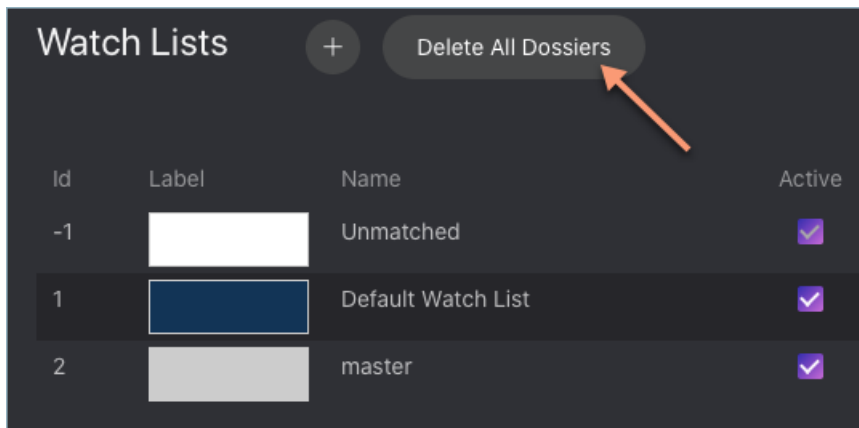 Watch Lists + Delete All Dossiers
Id Label Name Active
-1 Unmatched
1 Default Watch List
2 master